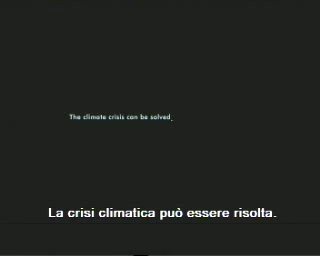 The climate crisis can be solved_
La crisi climatica può essere risolta.